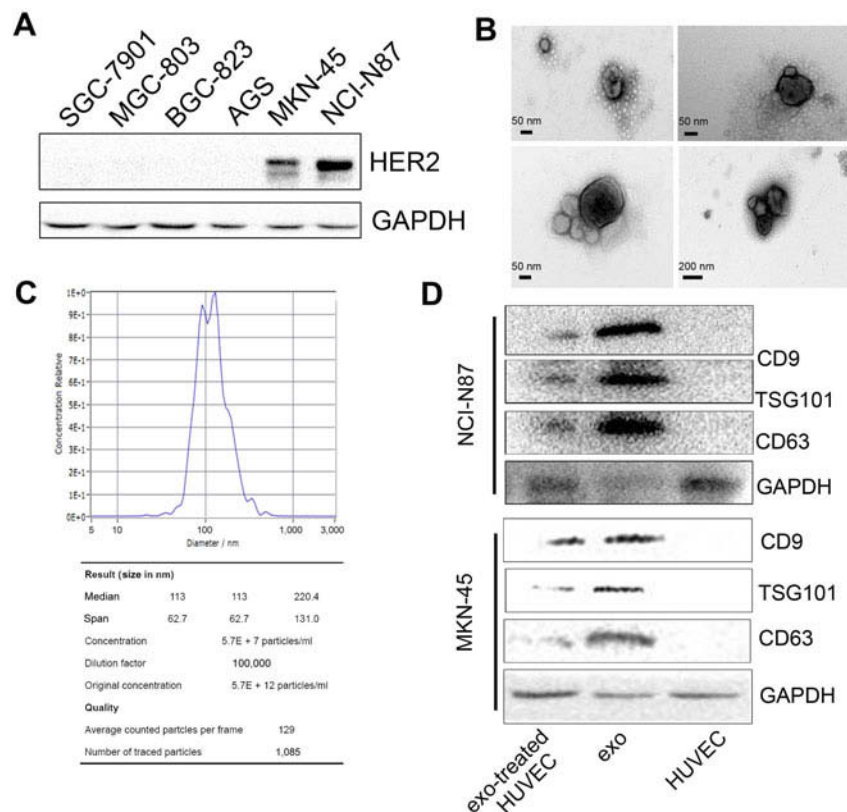 A
SGC-7901
MGC-803
BGC-823
AGS
MKN-45
NCI-N87
HER2
GAPDH
B
50 nm
50 nm
50 nm
200 nm
C
1E+0
9E-1
8E-1
7E-1
6E-1
5E-1
4E-1
3E-1
2E-1
1E-1
0E+0
Concentration Relative
5 10 100 1,000 3,000
Diameter / nm
Result (size in nm)
Median 113 113 220.4
Span 62.7 62.7 131.0
Concentration 5.7E + 7 particles/ml
Dilution factor 100,000
Original concentration 5.7E + 12 particles/ml
Quality
Average counted partcles per frame 129
Number of traced particles 1,085
D
NCI-N87
CD9
TSG101
CD63
GAPDH
MKN-45
CD9
TSG101
CD63
GAPDH
exo-treated
HUVEC
exo
HUVEC